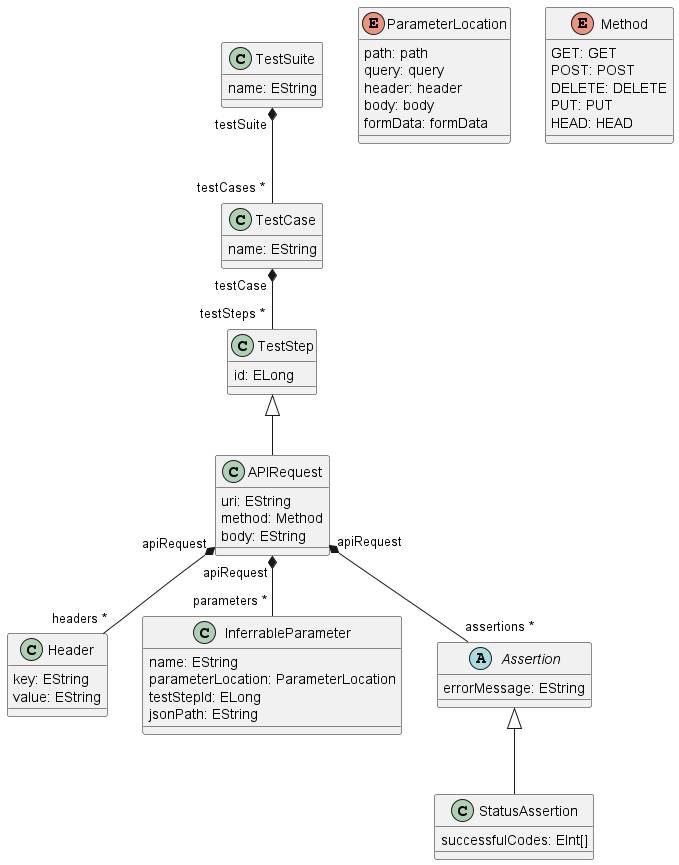 E ParameterLocation
path: path
query: query
header: header
body: body
formData: formData
E Method
GET: GET
POST: POST
DELETE: DELETE
PUT: PUT
HEAD: HEAD
C TestSuite
name: EString
testSuite
testCases *
C TestCase
name: EString
testCase
testSteps *
C TestStep
id: ELong
C APIRequest
uri: EString
method: Method
body: EString
apiRequest
apiRequest
apiRequest
headers *
parameters *
assertions *
C Header
key: EString
value: EString
C InferrableParameter
name: EString
parameterLocation: ParameterLocation
testStepId: ELong
jsonPath: EString
A Assertion
errorMessage: EString
C StatusAssertion
successfulCodes: EInt[]